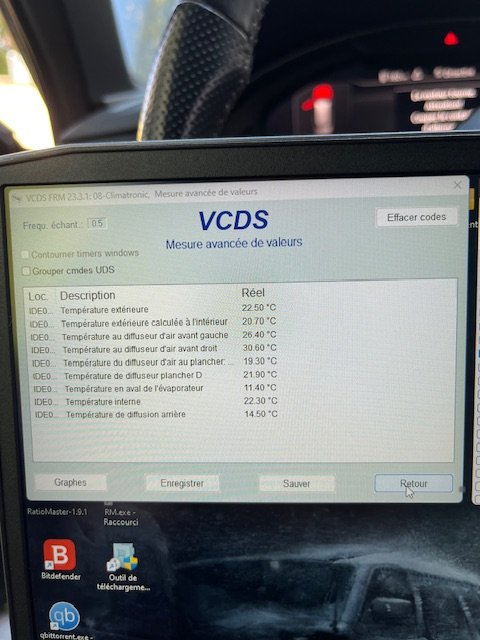 VCDS FRM 23.3.1: 08-Climatronic, Mesure avancée de valeurs
Frequ. échant.: 0.5
VCDS
Mesure avancée de valeurs
Effacer codes
Contourner timers windows
Grouper cmdes UDS
Loc. Description Réel
IDE0... Température extérieure 22.50 °C
IDE0... Température extérieure calculée à l'intérieur 20.70 °C
IDE0... Température au diffuseur d'air avant gauche 26.40 °C
IDE0... Température au diffuseur d'air avant droit 30.60 °C
IDE0... Température du diffuseur d'air au plancher: ... 19.30 °C
IDE0... Température de diffuseur plancher D 21.90 °C
IDE0... Température en aval de l'évaporateur 11.40 °C
IDE0... Température interne 22.30 °C
IDE0... Température de diffusion arrière 14.50 °C
Graphes Enregistrer Sauver Retour
RatioMaster-1.9.1 RM.exe -
Raccourci
B
Bitdefender Outil de
téléchargeme...
qb
qbittorrent.exe -